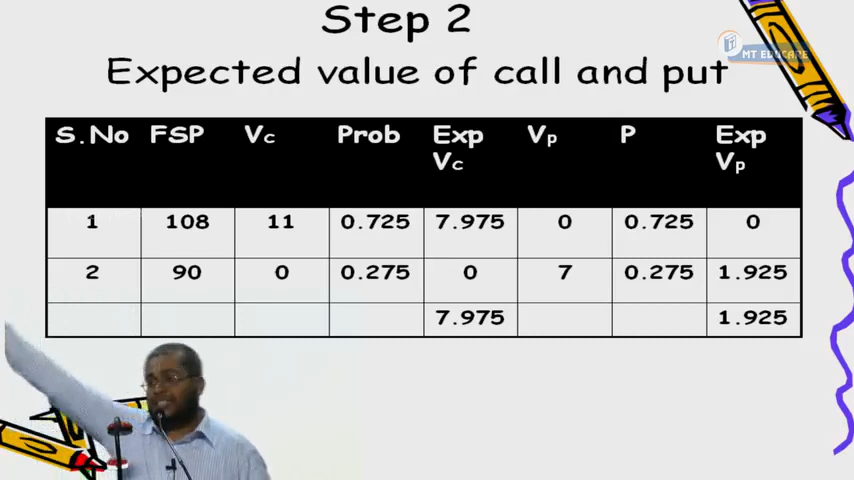 Step 2
MT EDUCARE
Expected value of call and put
S.No FSP Vc Prob Exp Vc Vp P Exp Vp
1 108 11 0.725 7.975 0 0.725 0
2 90 0 0.275 0 7 0.275 1.925
7.975 1.925